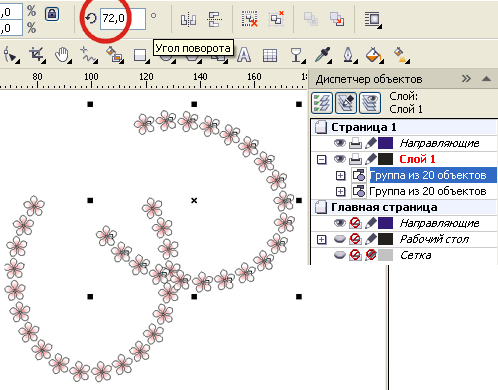 ,0 % 72,0 °
,0 %
Угол поворота
80 100 120 140 160 180
Диспетчер объектов
Слой:
Слой 1
Страница 1
Направляющие
Слой 1
Группа из 20 объектов
Группа из 20 объектов
Главная страница
Направляющие
Рабочий стол
Сетка